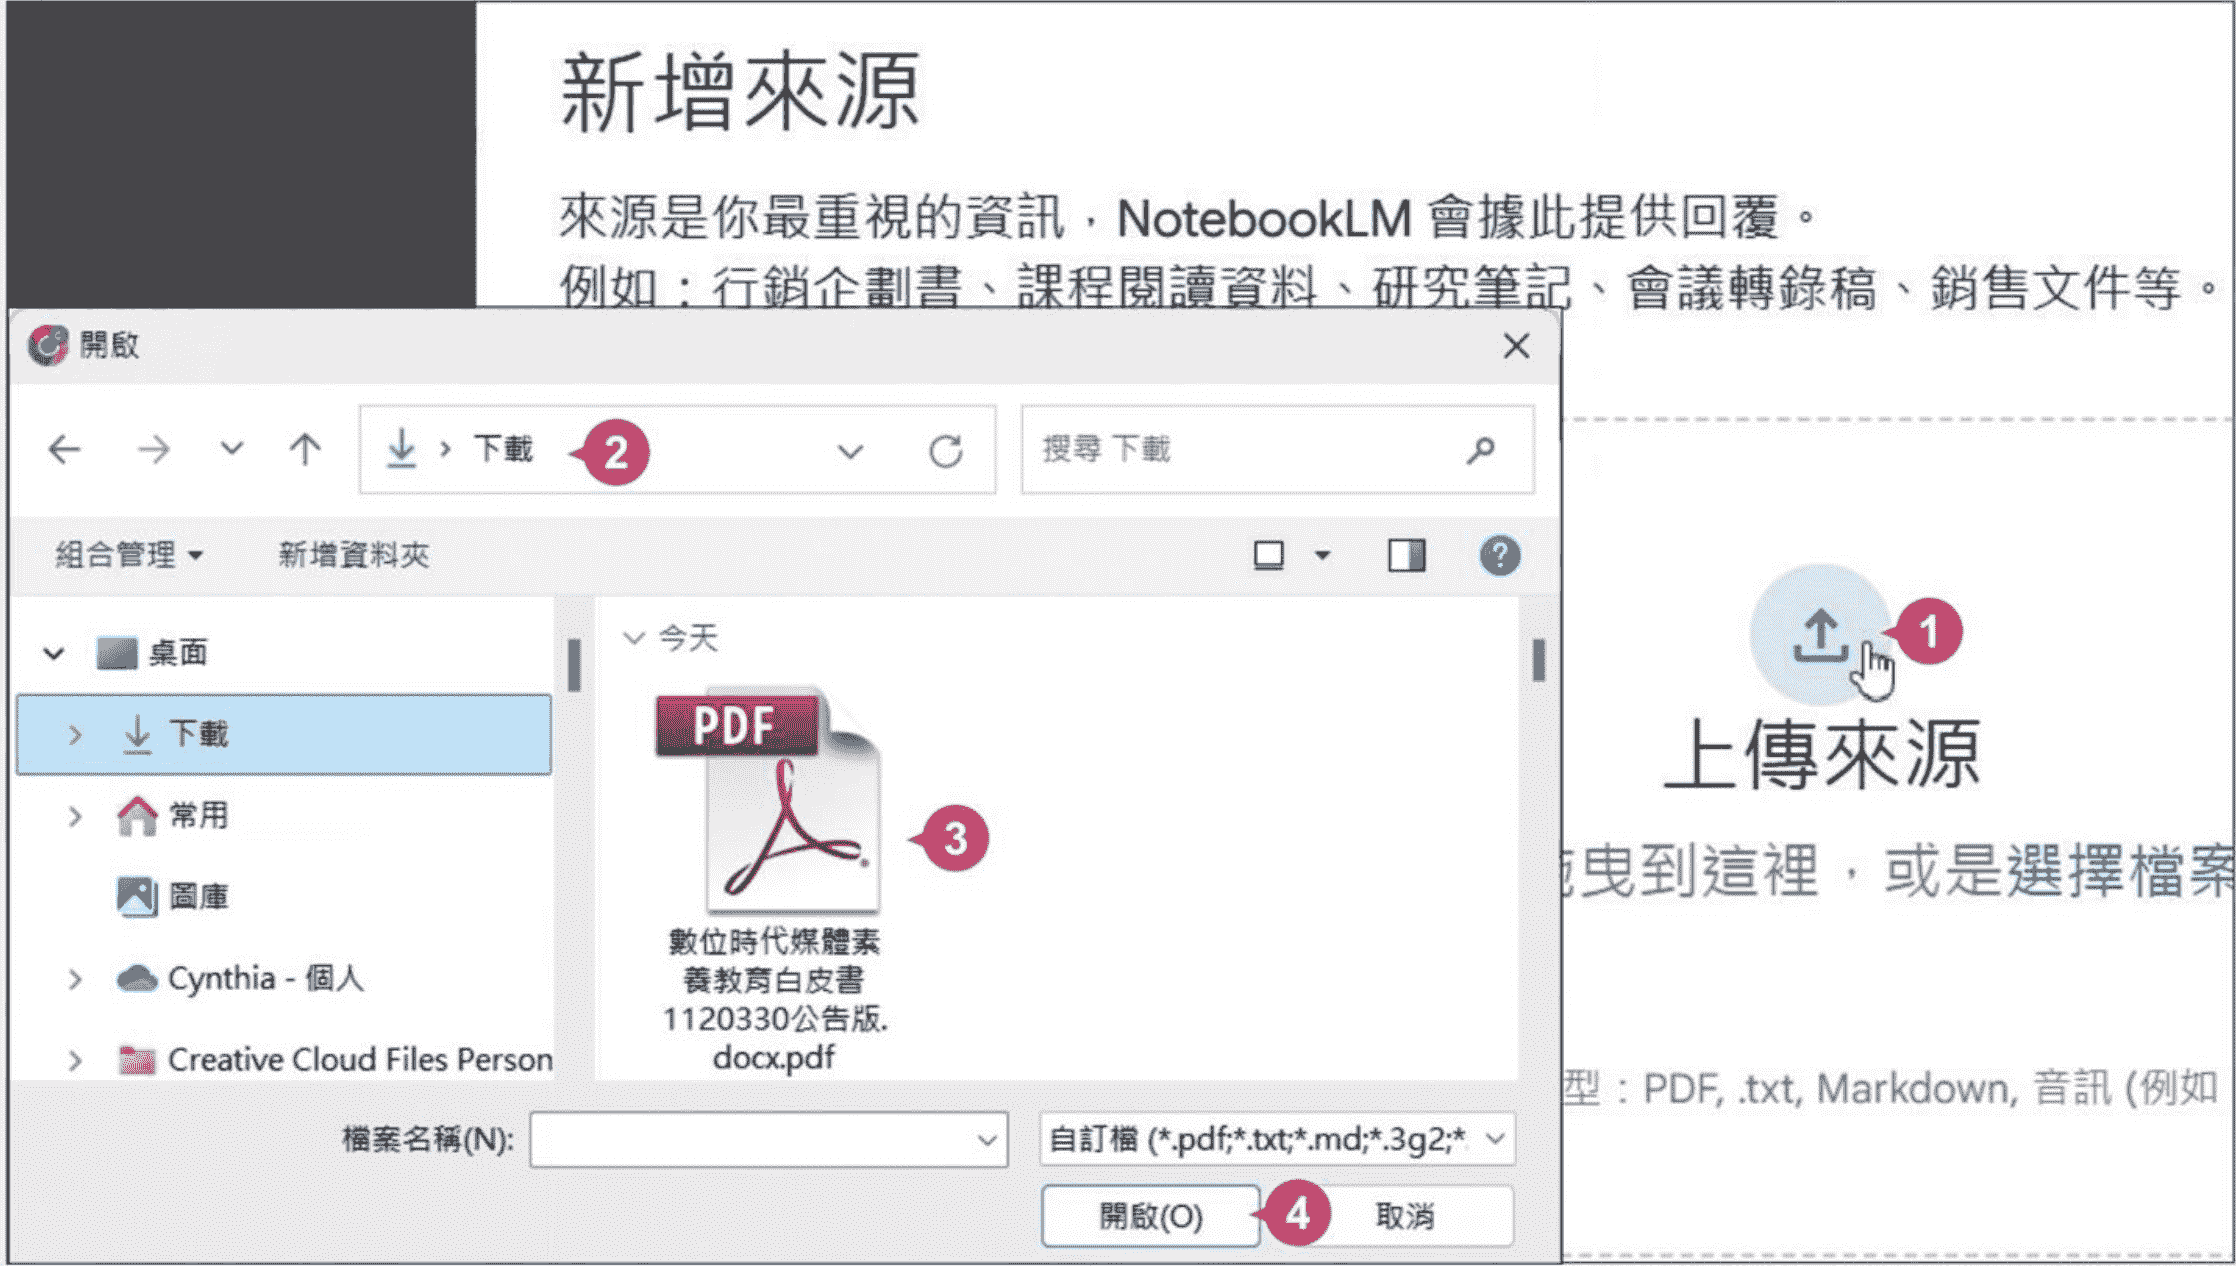 新增來源
來源是你最重視的資訊，NotebookLM 會據此提供回覆。
例如：行銷企劃書、課程閱讀資料、研究筆記、會議轉錄稿、銷售文件等。
開啟
下載 2
搜尋 下載
組合管理
新增資料夾
?
1
桌面
今天
下載
PDF
常用
3
圖庫
上傳來源
曳到這裡，或是選擇檔案
數位時代媒體素
養教育白皮書
1120330公告版.
docx.pdf
Cynthia - 個人
Creative Cloud Files Person
型：PDF, .txt, Markdown, 音訊 (例如
檔案名稱(N):
自訂檔 (*.pdf;*.txt;*.md;*.3g2;*.
開啟(O) 4
取消